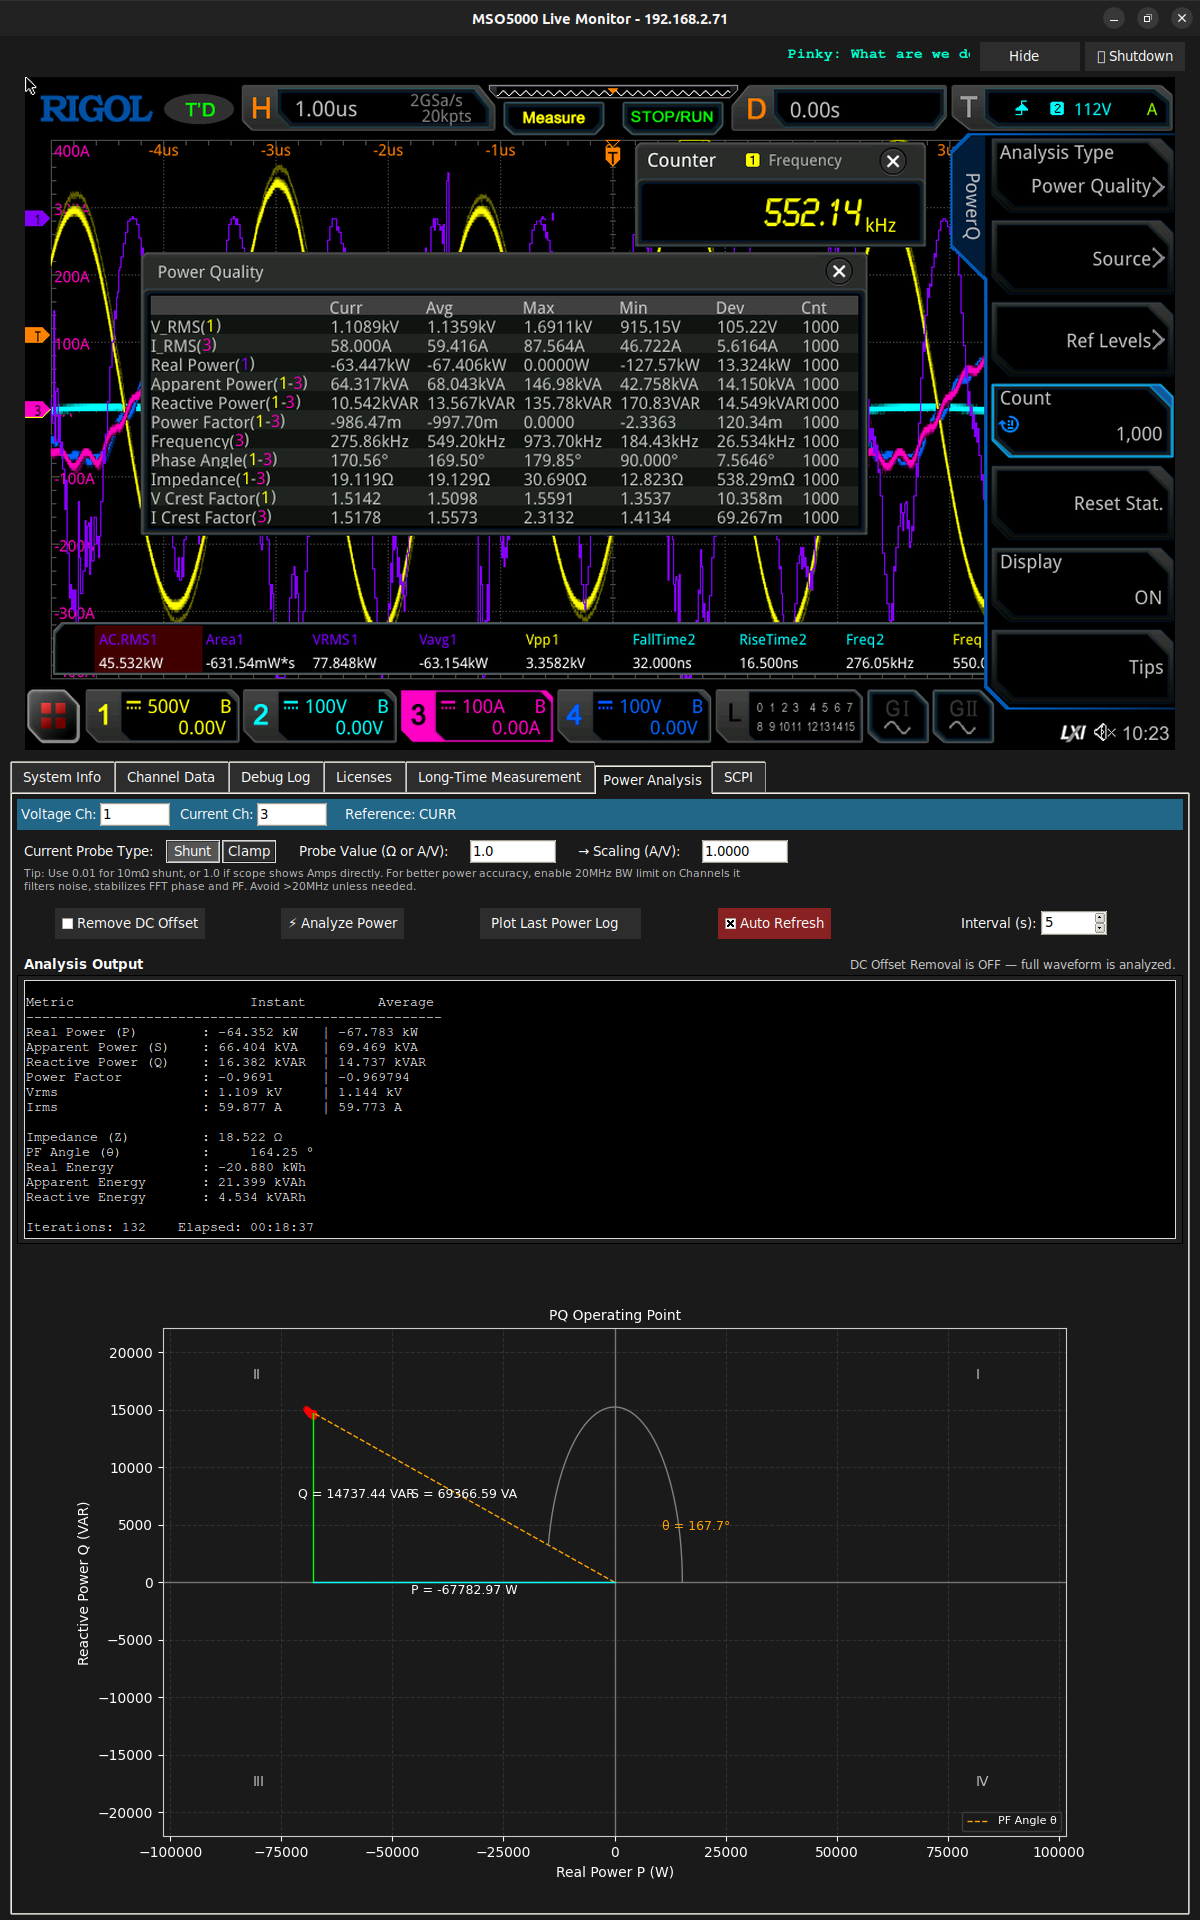 MSO5000 Live Monitor - 192.168.2.71
Pinky: What are we d
Hide
Shutdown
RIGOL
T'D
H 1.00us 2GSa/s 20kpts
Measure
STOP/RUN
D 0.00s
T 2 112V A
400A -4us -3us -2us -1us
T
Counter 1 Frequency
552.14 kHz
PowerQ
Analysis Type
Power Quality
Source
Ref Levels
Count
1,000
Reset Stat.
Display
ON
Tips
1
200A
T
100A
3
-100A
-200A
-300A
Power Quality
Curr Avg Max Min Dev Cnt
V_RMS(1) 1.1089kV 1.1359kV 1.6911kV 915.15V 105.22V 1000
I_RMS(3) 58.000A 59.416A 87.564A 46.722A 5.6164A 1000
Real Power(1) -63.447kW -67.406kW 0.0000W -127.57kW 13.324kW 1000
Apparent Power(1-3) 64.317kVA 68.043kVA 146.98kVA 42.758kVA 14.150kVA 1000
Reactive Power(1-3) 10.542kVAR 13.567kVAR 135.78kVAR 170.83VAR 14.549kVAR 1000
Power Factor(1-3) -986.47m -997.70m 0.0000 -2.3363 120.34m 1000
Frequency(3) 275.86kHz 549.20kHz 973.70kHz 184.43kHz 26.534kHz 1000
Phase Angle(1-3) 170.56° 169.50° 179.85° 90.000° 7.5646° 1000
Impedance(1-3) 19.119Ω 19.129Ω 30.690Ω 12.823Ω 538.29mΩ 1000
V Crest Factor(1) 1.5142 1.5098 1.5591 1.3537 10.358m 1000
I Crest Factor(3) 1.5178 1.5573 2.3132 1.4134 69.267m 1000
AC.RMS1 Area1 VRMS1 Vavg1 Vpp1 FallTime2 RiseTime2 Freq2 Freq
45.532kW -631.54mW*s 77.848kW -63.154kW 3.3582kV 32.000ns 16.500ns 276.05kHz 550.0
1 500V B 0.00V
2 100V B 0.00V
3 100A B 0.00A
4 100V B 0.00V
L 0 1 2 3 4 5 6 7
8 9 10 11 12 13 14 15
GI
GII
LXI 10:23
System Info Channel Data Debug Log Licenses Long-Time Measurement Power Analysis SCPI
Voltage Ch: 1 Current Ch: 3 Reference: CURR
Current Probe Type: Shunt Clamp Probe Value (Ω or A/V): 1.0 → Scaling (A/V): 1.0000
Tip: Use 0.01 for 10mΩ shunt, or 1.0 if scope shows Amps directly. For better power accuracy, enable 20MHz BW limit on Channels it
filters noise, stabilizes FFT phase and PF. Avoid >20MHz unless needed.
Remove DC Offset ⚡ Analyze Power Plot Last Power Log Auto Refresh Interval (s): 5
Analysis Output DC Offset Removal is OFF — full waveform is analyzed.
Metric Instant Average
----------------------------------------------------
Real Power (P) : -64.352 kW | -67.783 kW
Apparent Power (S) : 66.404 kVA | 69.469 kVA
Reactive Power (Q) : 16.382 kVAR | 14.737 kVAR
Power Factor : -0.9691 | -0.969794
Vrms : 1.109 kV | 1.144 kV
Irms : 59.877 A | 59.773 A
Impedance (Z) : 18.522 Ω
PF Angle (θ) : 164.25 °
Real Energy : -20.880 kWh
Apparent Energy : 21.399 kVAh
Reactive Energy : 4.534 kVARh
Iterations: 132 Elapsed: 00:18:37
PQ Operating Point
20000
II I
15000
10000
Q = 14737.44 VAR S = 69366.59 VA
5000
θ = 167.7°
0
P = -67782.97 W
Reactive Power Q (VAR)
−5000
−10000
−15000
III IV
−20000
PF Angle θ
−100000 −75000 −50000 −25000 0 25000 50000 75000 100000
Real Power P (W)